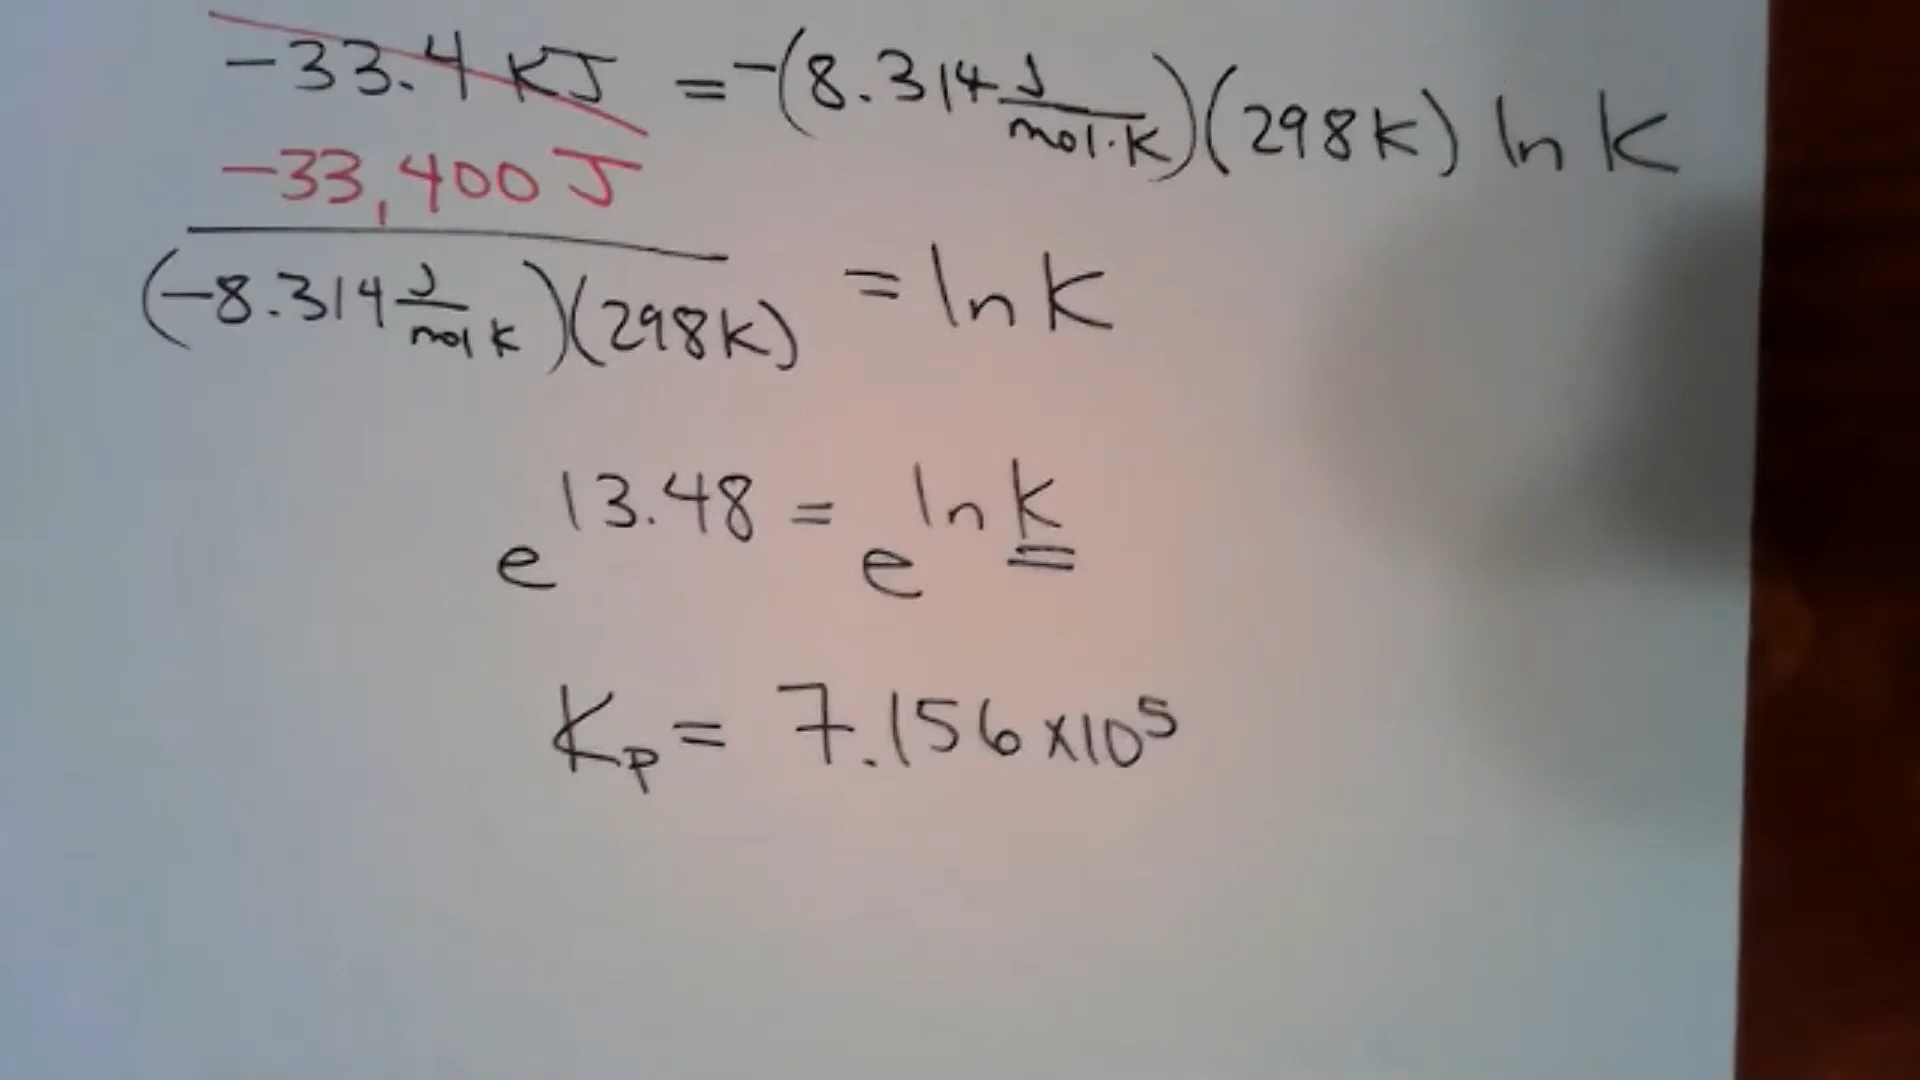 -33.4 KJ = -(8.314 J/mol·K)(298K) ln K
-33,400 J
(-8.314 J/mol K)(298K) = ln K
e^13.48 = e^ln K
Kp = 7.156 x10^5